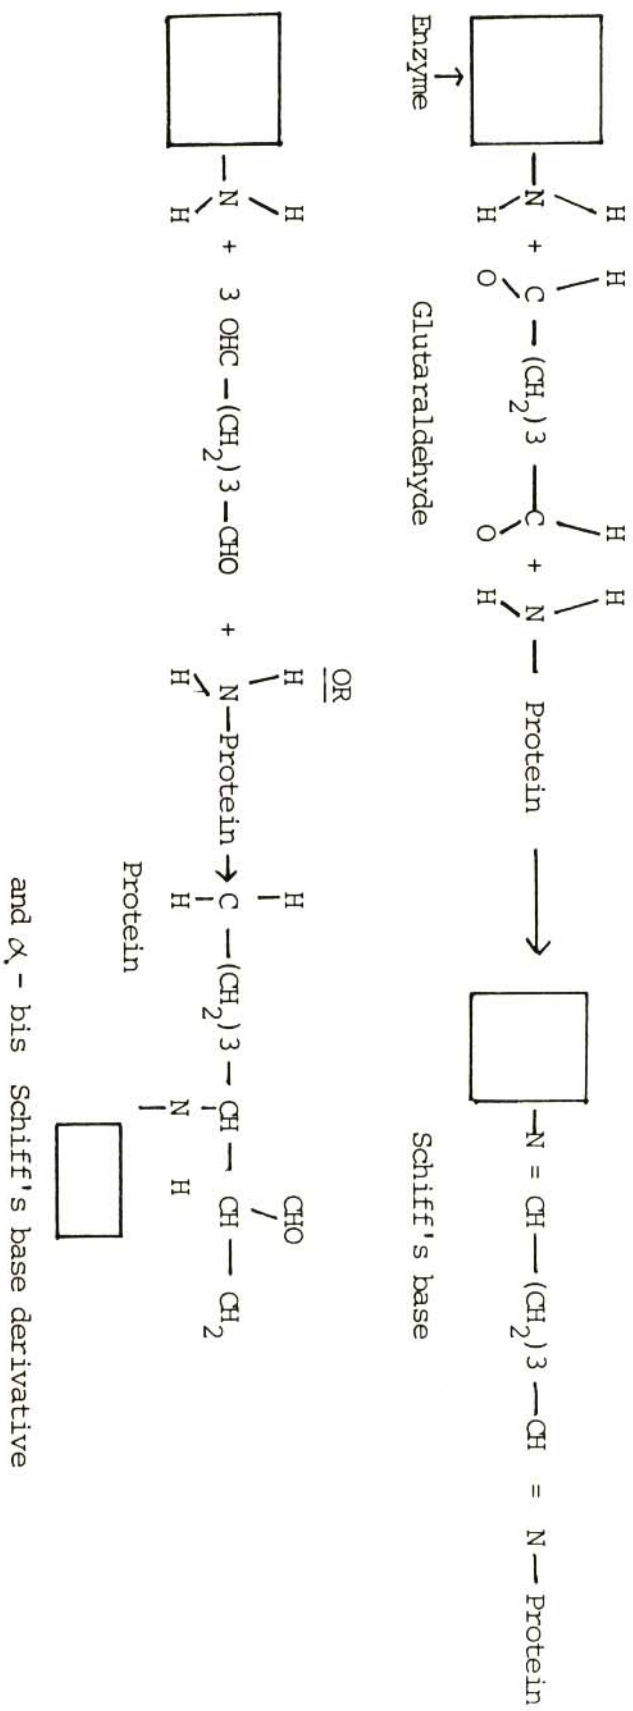 H H H H
— N + C — (CH₂)3 — C + N — Protein ⟶ —N = CH — (CH₂)3 — CH = N — Protein
H O O H
↑
Enzyme Glutaraldehyde Schiff's base
OR
H H H CHO
— N + 3 OHC — (CH₂)3 — CHO + N — Protein → C — (CH₂)3 — CH — CH — CH₂
H H H N H
Protein
and α - bis Schiff's base derivative